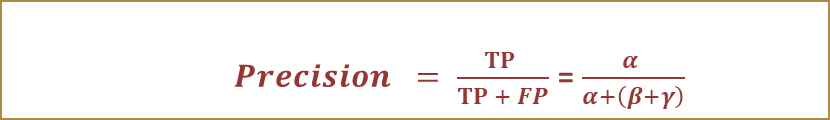 Precision = TP / TP + FP = α / α+(β+γ)